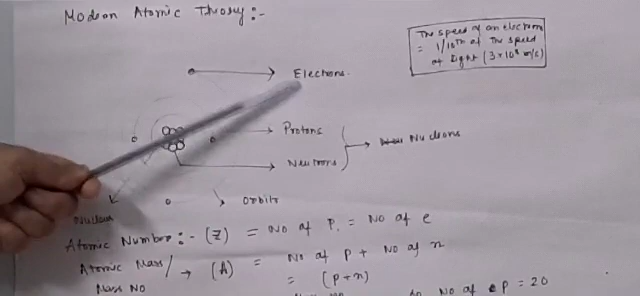 Modern Atomic Theory:-
The speed of an electron
= 1/10th of the speed
of light (3×10⁸ m/s)
Electrons.
Protons
Neutrons
Nucleons
Orbits
Nucleus
Atomic Number:- (Z) = No of P. = No of e
Atomic Mass/ → (A) = No of P + No of n
Mass No = (P+n)
No of P = 20